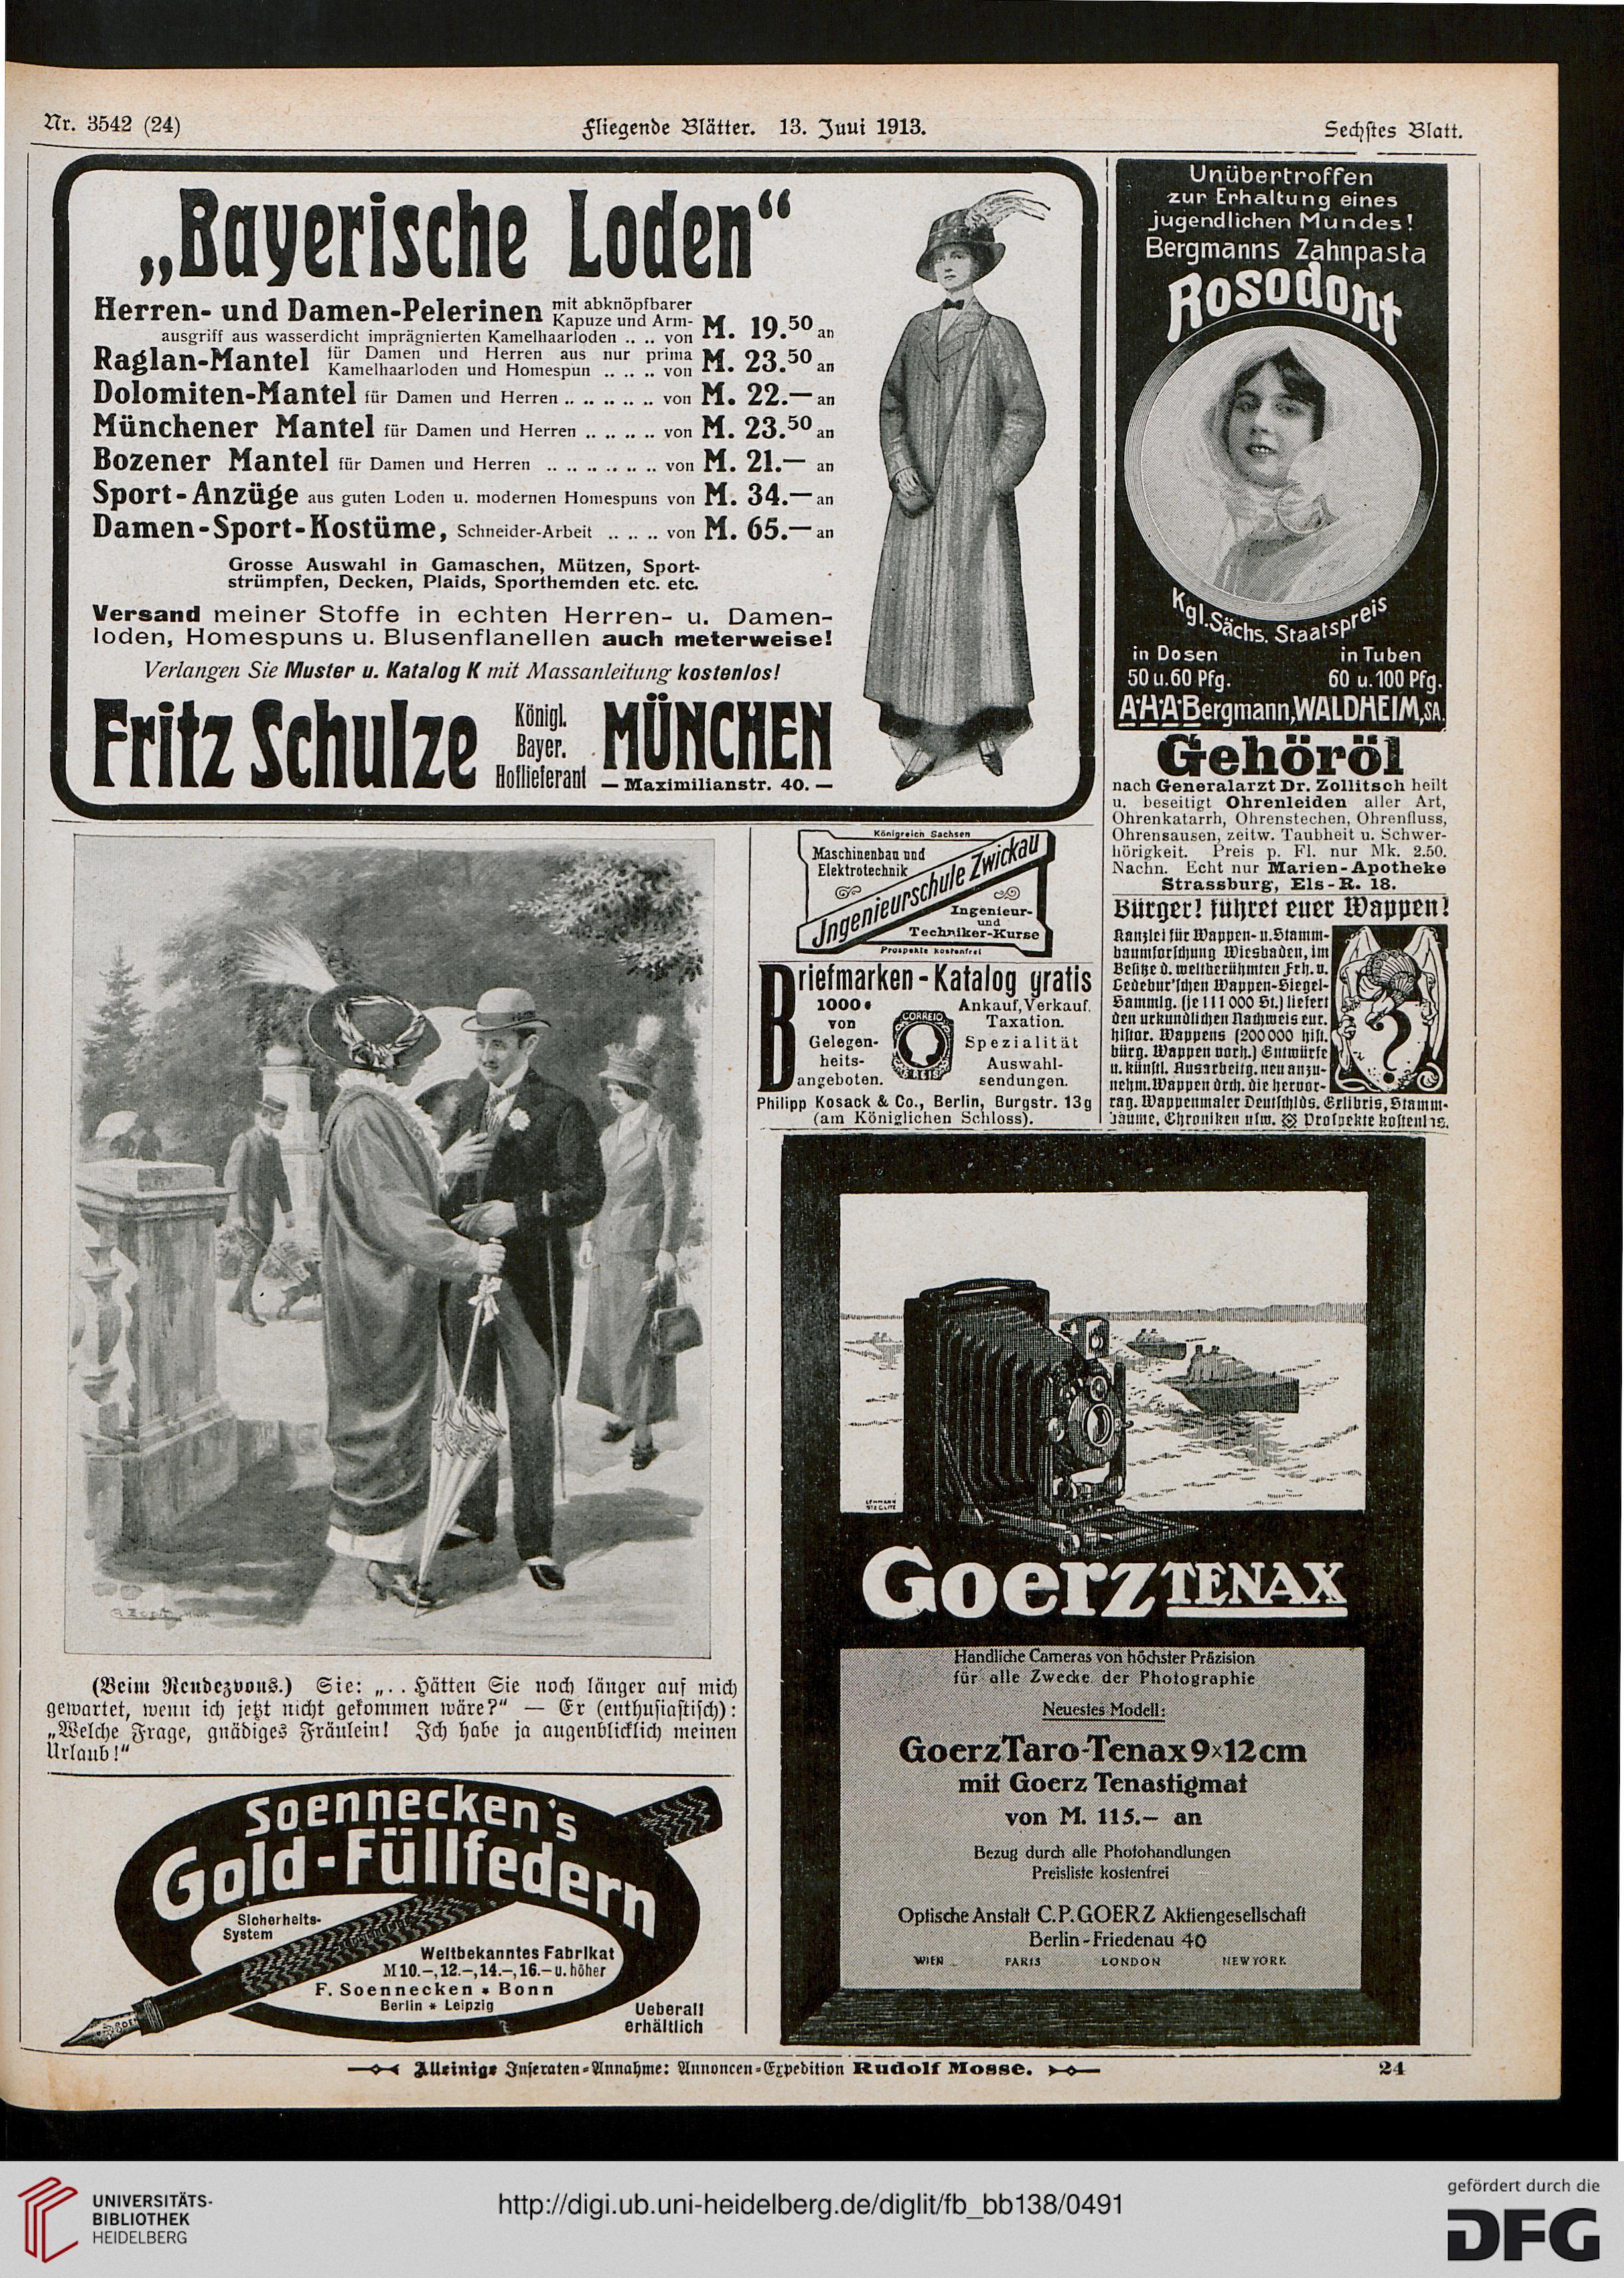 Nr. 3542 (24)
Fliegende Blätter. 13. Juui 1913.
Sechstes Blatt.
„Bayerische Loden“
Herren- und Damen-Pelerinen mit abknöpfbarer
Kapuze und Arm-
ausgriff aus wasserdicht imprägnierten Kamelhaarloden .. .. von M. 19.50 an
Raglan-Mantel für Damen und Herren aus nur prima
Kamelhaarloden und Homespun .. .. .. von M. 23.50 an
Dolomiten-Mantel für Damen und Herren .. .. .. .. .. von M. 22.— an
Münchener Mantel für Damen und Herren .. .. .. .. von M. 23.50 an
Bozener Mantel für Damen und Herren .. .. .. .. .. .. von M. 21.— an
Sport-Anzüge aus guten Loden u. modernen Homespuns von M. 34.— an
Damen-Sport-Kostüme, Schneider-Arbeit .. .. .. von M. 65.— an
Grosse Auswahl in Gamaschen, Mützen, Sport-
strümpfen, Decken, Plaids, Sporthemden etc. etc.
Versand meiner Stoffe in echten Herren- u. Damen-
loden, Homespuns u. Blusenflanellen auch meterweise!
Verlangen Sie Muster u. Katalog K mit Massanleitung kostenlos!
Fritz Schulze
Königl.
Bayer.
Hoflieferant
MÜNCHEN
— Maximilianstr. 40. —
Unübertroffen
zur Erhaltung eines
jugendlichen Mundes!
Bergmanns Zahnpasta
Rosodont
Kgl. Sächs. Staatspreis
in Dosen
50 u. 60 Pfg.
in Tuben
60 u. 100 Pfg.
A·H·A·Bergmann, WALDHEIM, SA.
Gehöröl
nach Generalarzt Dr. Zollitsch heilt
u. beseitigt Ohrenleiden aller Art,
Ohrenkatarrh, Ohrenstechen, Ohrenfluss,
Ohrensausen, zeitw. Taubheit u. Schwer-
hörigkeit. Preis p. Fl. nur Mk. 2.50.
Nachn. Echt nur Marien-Apotheke
Strassburg, Els-R. 18.
Bürger! führet euer Wappen!
Kanzlei für Wappen- u. Stamm-
baumforschung Wiesbaden, im
Besitze d. weltberühmten Frh. v.
Ledebur'schen Wappen-Siegel-
Sammlg. (je 111 000 St.) liefert
den urkundlichen Nachweis eur.
histor. Wappens (200 000 hist.
bürg. Wappen vorh.) Entwürfe
u. künstl. Ausarbeitg. neu anzu-
nehm. Wappen drch. die hervor-
rag. Wappenmaler Deutschlds. Exlibris, Stamm-
bäume, Chroniken usw. Prospekte kostenlos.
Königreich Sachsen
Maschinenbau und
Elektrotechnik
Ingenieurschule Zwickau
Ingenieur-
und
Techniker-Kurse
Prospekte kostenfrei
Briefmarken-Katalog gratis
1000e
von
Gelegen-
heits-
angeboten.
CORREIO
REIS
Ankauf, Verkauf.
Taxation.
Spezialität
Auswahl-
sendungen.
Philipp Kosack & Co., Berlin, Burgstr. 13g
(am Königlichen Schloss).
(Beim Rendezvous.) Sie: „.. Hätten Sie noch länger auf mich
gewartet, wenn ich jetzt nicht gekommen wäre?“ — Er (enthusiastisch):
„Welche Frage, gnädiges Fräulein! Ich habe ja augenblicklich meinen
Urlaub!“
Soennecken's
Gold-Füllfedern
Sicherheits-
System
Weltbekanntes Fabrikat
M 10.-, 12.-, 14.-, 16.- u. höher
F. Soennecken * Bonn
Berlin * Leipzig
Ueberall
erhältlich
LEHMANN
STEGLITZ
Goerz TENAX
Handliche Cameras von höchster Präzision
für alle Zwecke der Photographie
Neuestes Modell:
Goerz Taro-Tenax 9×12 cm
mit Goerz Tenastigmat
von M. 115.— an
Bezug durch alle Photohandlungen
Preisliste kostenfrei
Optische Anstalt C.P. GOERZ Aktiengesellschaft
Berlin-Friedenau 40
WIEN PARIS LONDON NEW YORK
Alleinige Inseraten-Annahme: Annoncen-Expedition Rudolf Mosse.
24
UNIVERSITÄTS-
BIBLIOTHEK
HEIDELBERG
http://digi.ub.uni-heidelberg.de/diglit/fb_bb138/0491
gefördert durch die
DFG